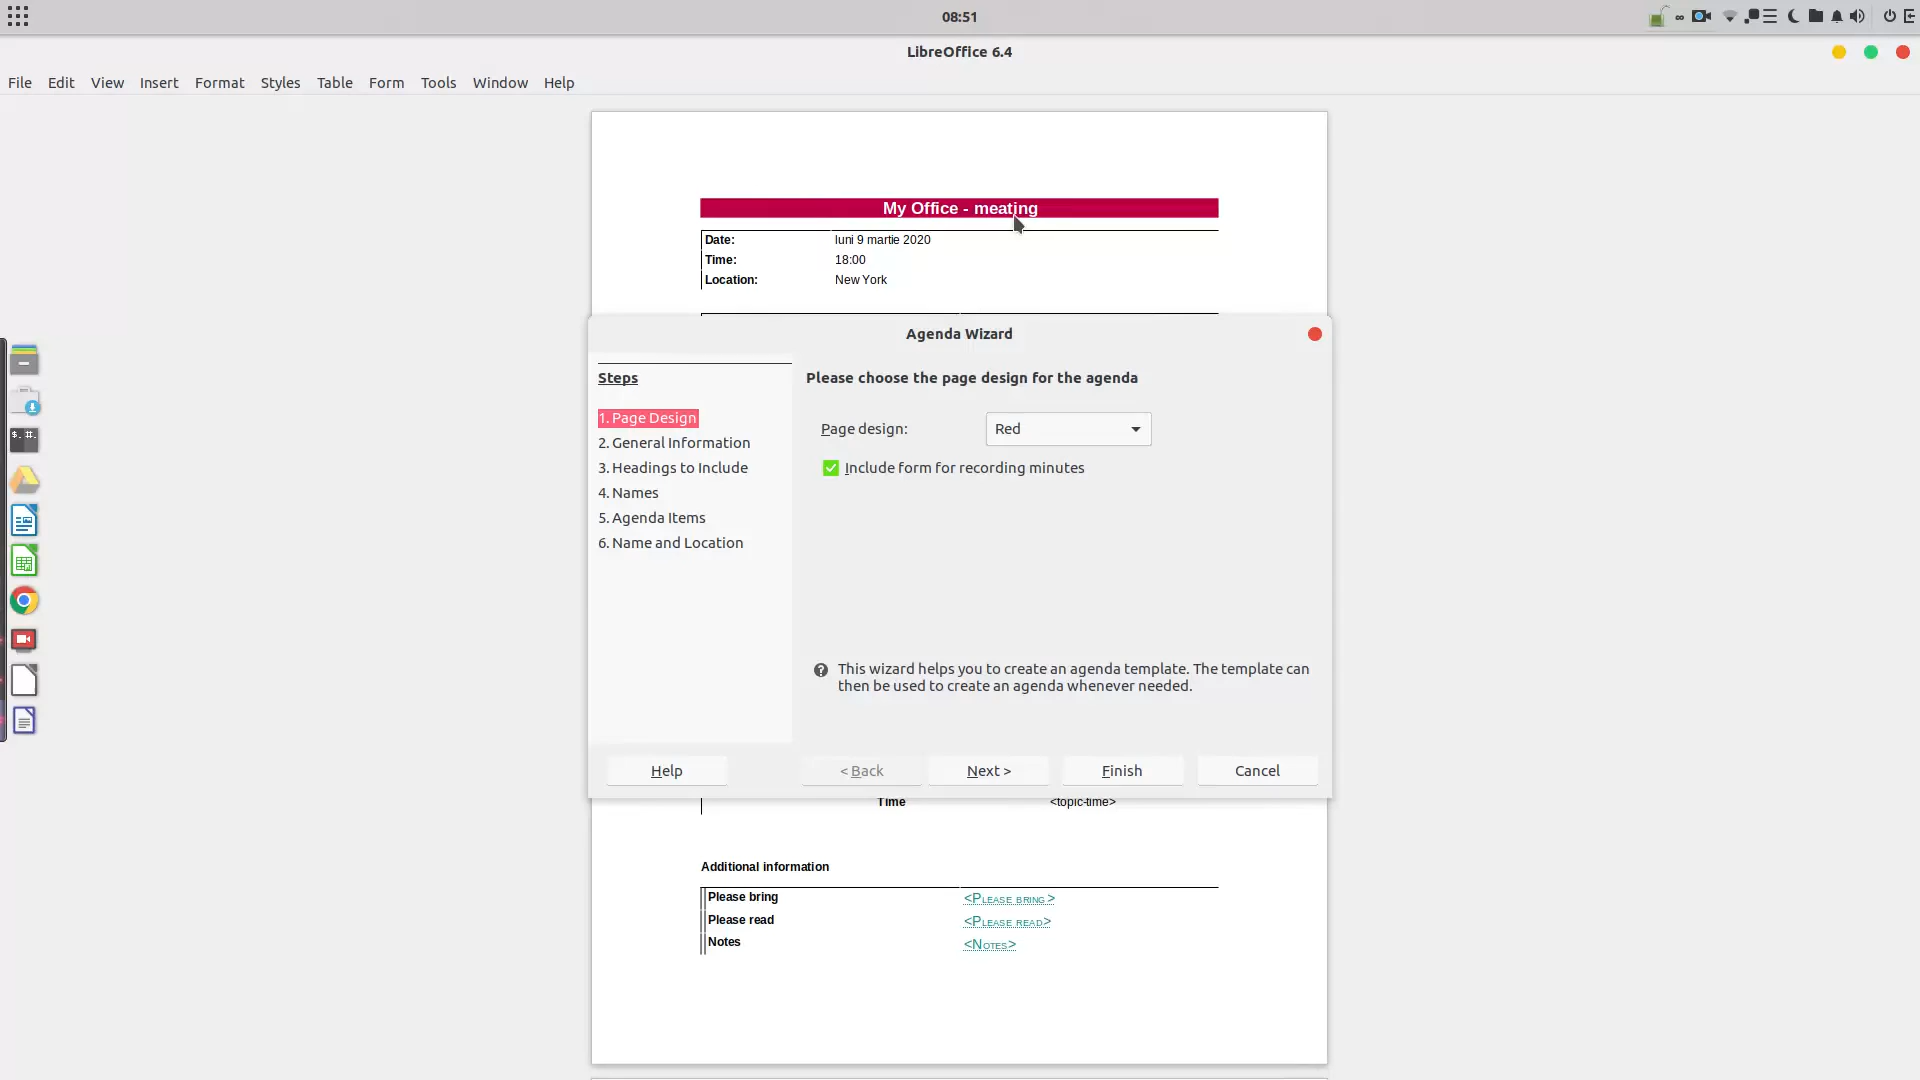 08:51
LibreOffice 6.4
File Edit View Insert Format Styles Table Form Tools Window Help
My Office - meating
Date: luni 9 martie 2020
Time: 18:00
Location: New York
Agenda Wizard
Steps
1. Page Design
2. General Information
3. Headings to Include
4. Names
5. Agenda Items
6. Name and Location
Please choose the page design for the agenda
Page design: Red
Include form for recording minutes
This wizard helps you to create an agenda template. The template can
then be used to create an agenda whenever needed.
Help < Back Next > Finish Cancel
Time <topic-time>
Additional information
Please bring <Please bring>
Please read <Please read>
Notes <Notes>